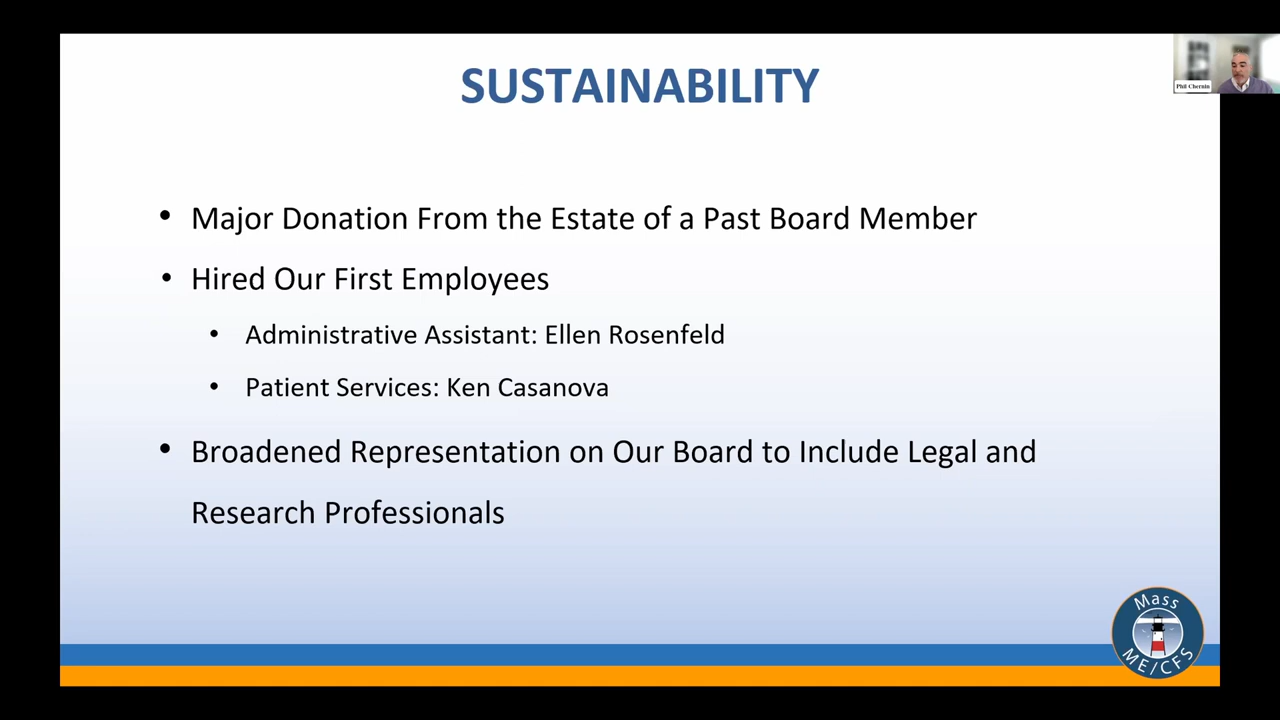 SUSTAINABILITY
Phil Chernin
• Major Donation From the Estate of a Past Board Member
• Hired Our First Employees
• Administrative Assistant: Ellen Rosenfeld
• Patient Services: Ken Casanova
• Broadened Representation on Our Board to Include Legal and
Research Professionals
Mass
ME/CFS